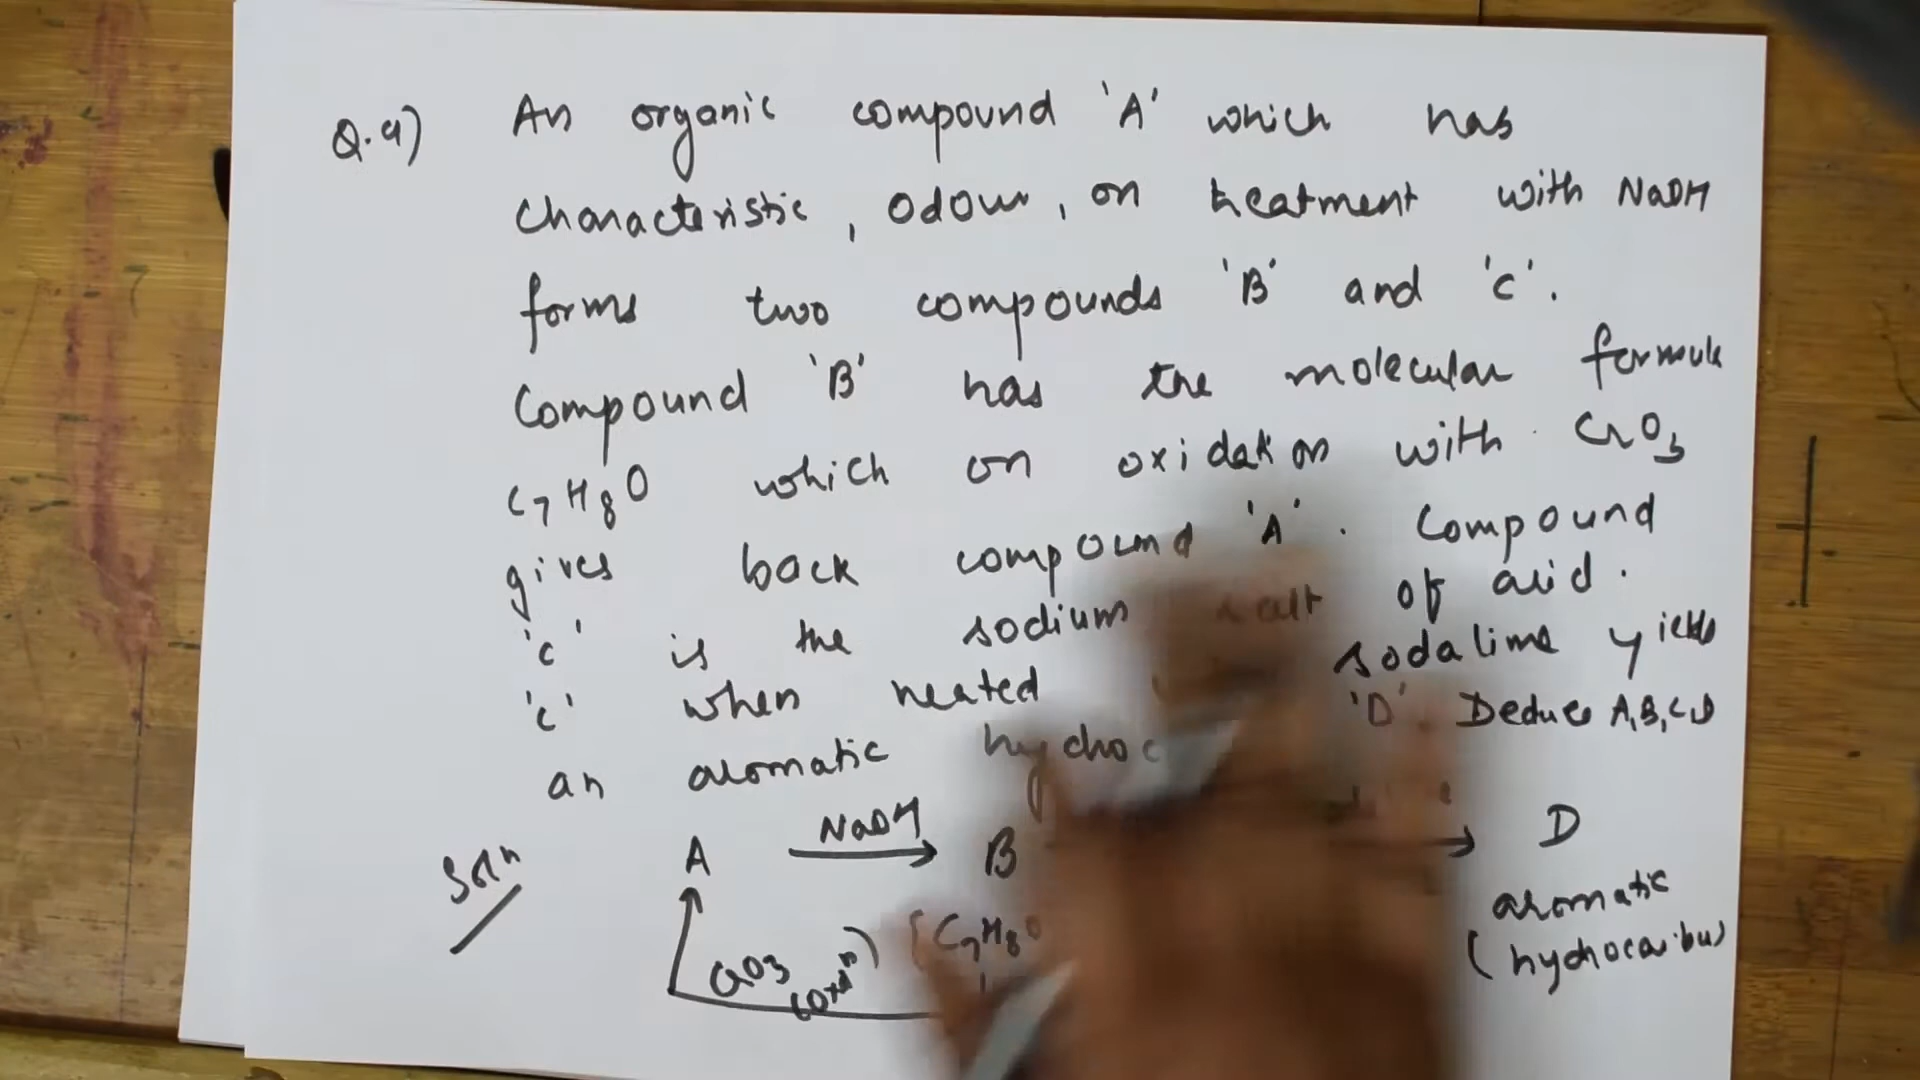 Q.9) An organic compound 'A' which has
characteristic, odour, on treatment with NaOH
forms two compounds 'B' and 'C'.
Compound 'B' has the molecular formula
C7H8O which on oxidation with CrO3
gives back compound 'A'. Compound
'C' is the sodium salt of acid.
'C' when heated sodalime yields
an aromatic 'D'. Deduce A,B,C,D
Soln A NaOH B D
CrO3 (oxdn) (C7H8O aromatic
(hydrocarbon)